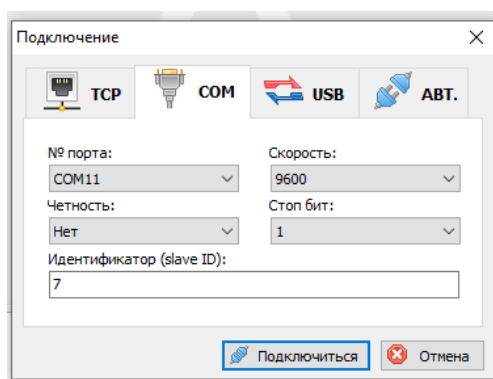 Подключение
TCP COM USB АВТ.
№ порта: Скорость:
COM11 9600
Четность: Стоп бит:
Нет 1
Идентификатор (slave ID):
7
Подключиться Отмена